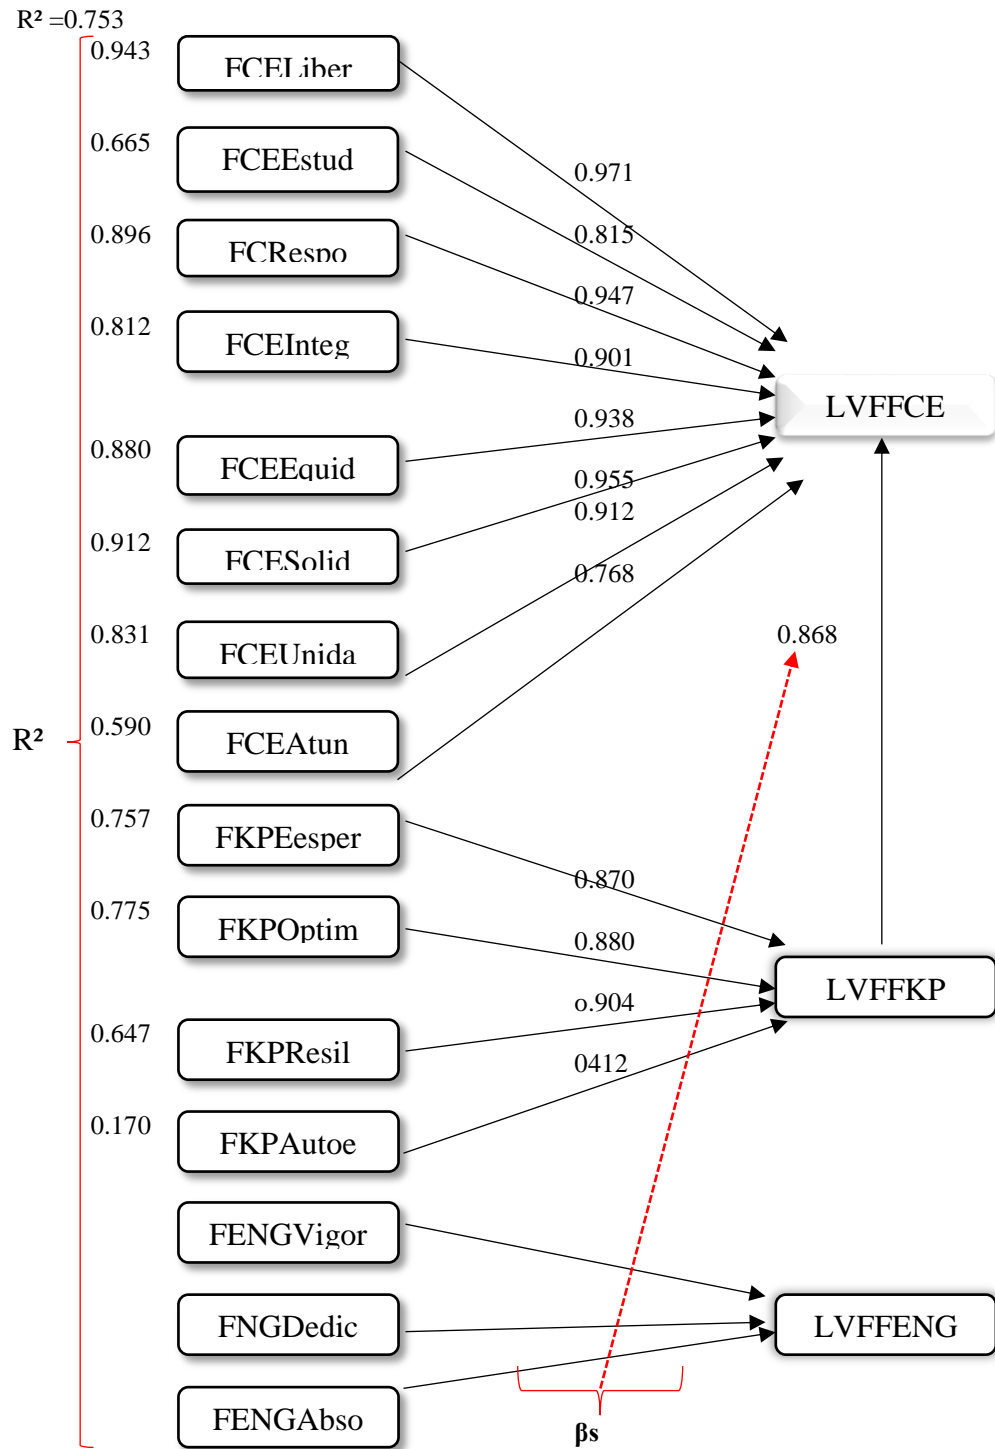 R² =0.753
0.943
FCELiber
0.971
0.665
FCEEstud
0.815
0.896
FCRespo
0.947
0.812
FCEInteg
0.901
LVFFCE
0.880
FCEEquid
0.938
0.955
0.912
0.912
FCESolid
0.768
0.831
FCEUnida
0.868
0.590
FCEAtun
R²
0.757
FKPEesper
0.870
0.775
FKPOptim
0.880
LVFFKP
0.647
FKPResil
o.904
0412
0.170
FKPAutoe
FENGVigor
FNGDedic
LVFFENG
FENGAbso
βs